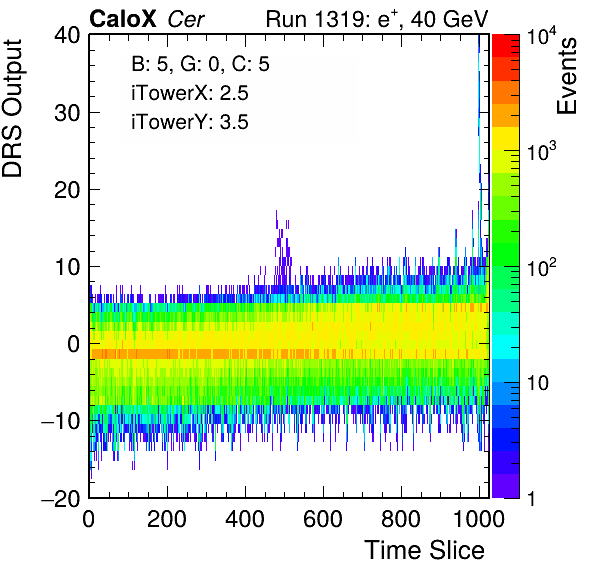 CaloX Cer Run 1319: e⁺, 40 GeV
B: 5, G: 0, C: 5
iTowerX: 2.5
iTowerY: 3.5
DRS Output
40
30
20
10
0
−10
−20
0 200 400 600 800 1000
Time Slice
Events
10⁴
10³
10²
10
1